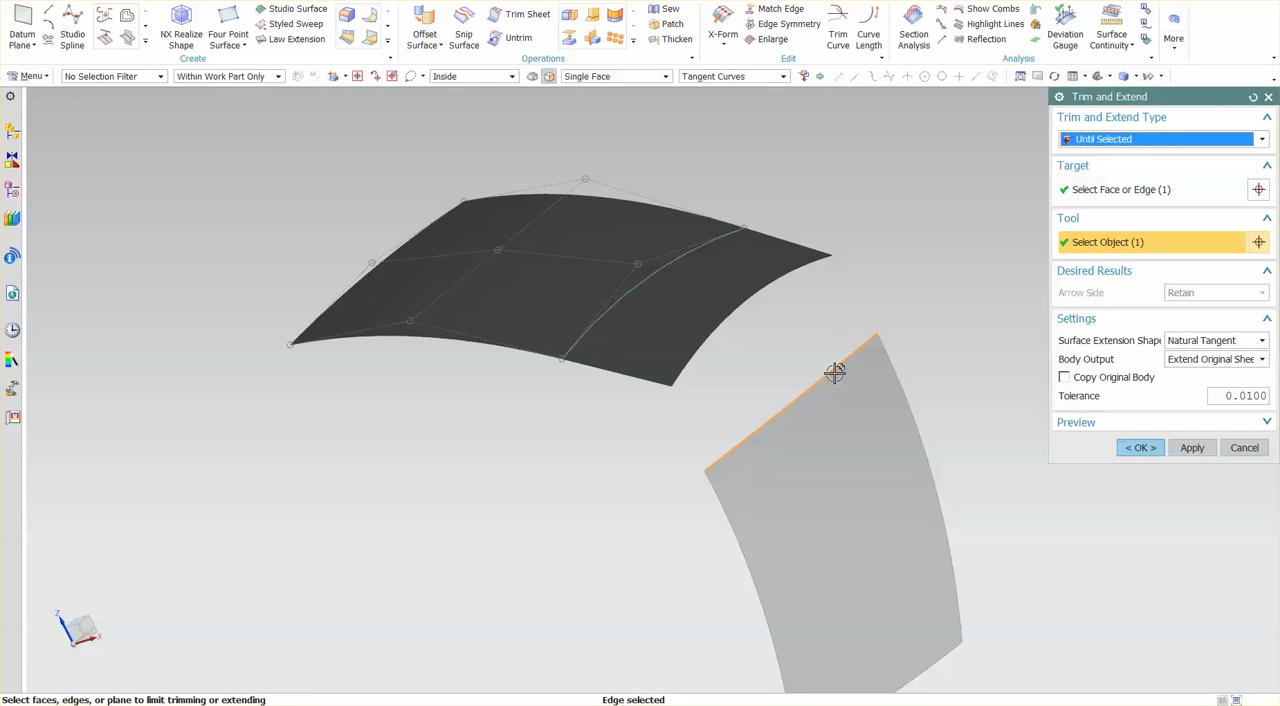 Datum Plane
Studio Spline
NX Realize Shape
Four Point Surface
Studio Surface
Styled Sweep
Law Extension
Create
Offset Surface
Snip Surface
Trim Sheet
Untrim
Sew
Patch
Thicken
Operations
X-Form
Match Edge
Edge Symmetry
Enlarge
Trim Curve
Curve Length
Edit
Section Analysis
Show Combs
Highlight Lines
Reflection
Deviation Gauge
Surface Continuity
Analysis
More
Menu
No Selection Filter
Within Work Part Only
Inside
Single Face
Tangent Curves
Trim and Extend
Trim and Extend Type
Until Selected
Target
Select Face or Edge (1)
Tool
Select Object (1)
Desired Results
Arrow Side Retain
Settings
Surface Extension Shape Natural Tangent
Body Output Extend Original Shee
Copy Original Body
Tolerance 0.0100
Preview
< OK > Apply Cancel
Z
X
Select faces, edges, or plane to limit trimming or extending
Edge selected